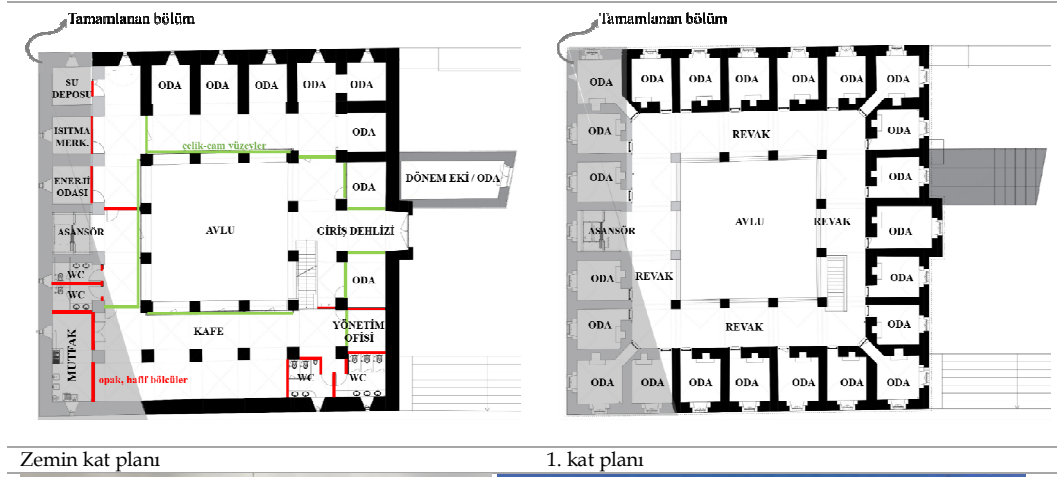 Tamamlanan bölüm
SU
DEPOSU
ODA
ODA
ODA
ODA
ODA
ISITMA
MERK.
ODA
çelik-cam yüzeyler
ENERJİ
ODASI
ODA
DÖNEM EKİ / ODA
ASANSÖR
AVLU
GİRİŞ DEHLİZİ
WC
ODA
WC
KAFE
YÖNETİM
OFİSİ
MUTFAK
opak, hafif bölücüler
WC
WC
Zemin kat planı
Tamamlanan bölüm
ODA
ODA
ODA
ODA
ODA
ODA
ODA
REVAK
ODA
ODA
ODA
ODA
ASANSÖR
AVLU
REVAK
ODA
ODA
REVAK
ODA
ODA
REVAK
ODA
ODA
ODA
ODA
ODA
ODA
ODA
ODA
1. kat planı